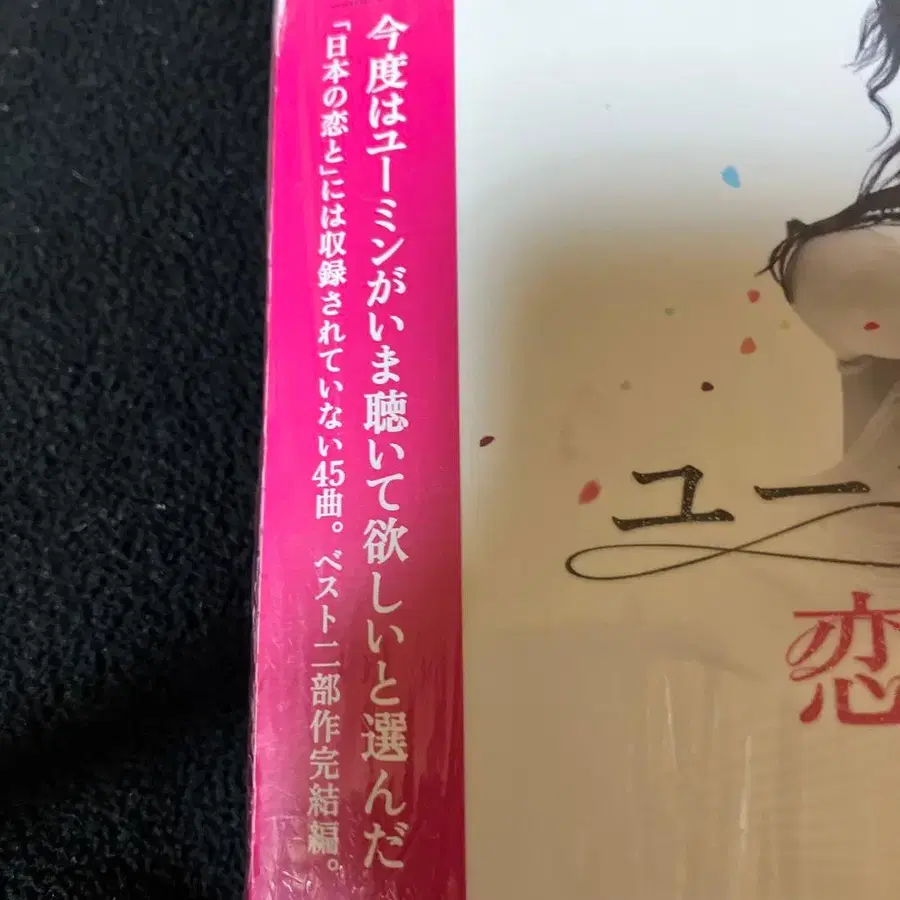 今度はユーミンがいま聴いて欲しいと選んだ
「日本の恋と」には収録されていない45曲。ベスト二部作完結編。
ユー
恋